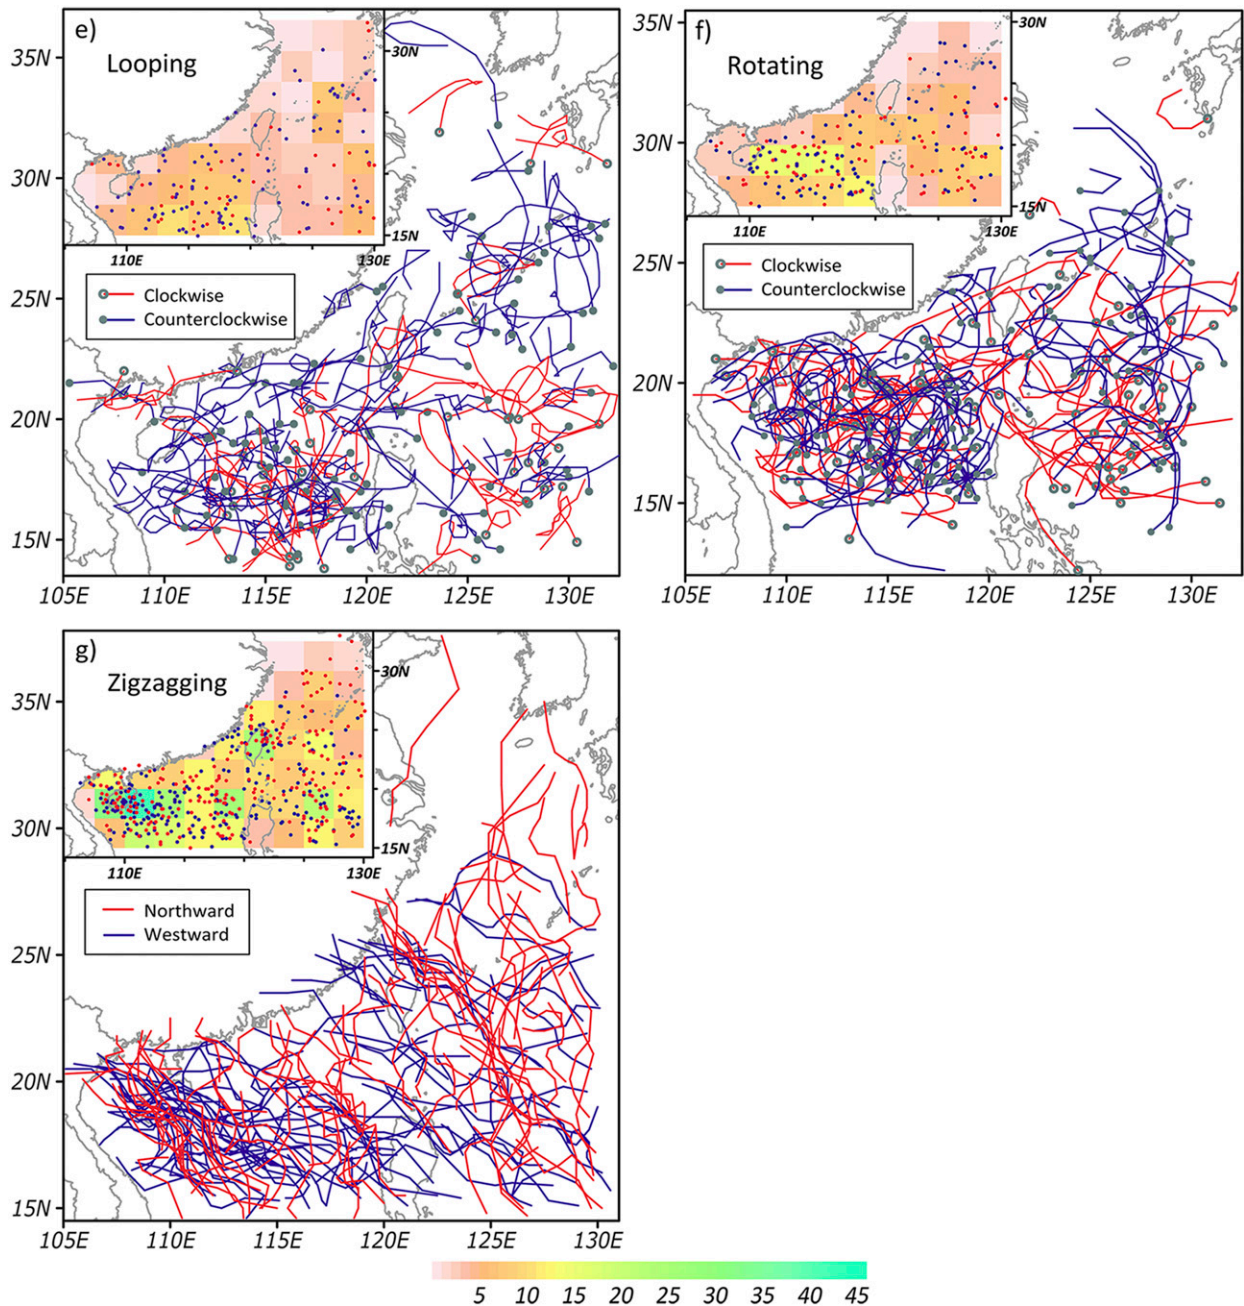 e)
Looping
35N
30N
25N
20N
15N
30N
15N
110E
130E
Clockwise
Counterclockwise
105E 110E 115E 120E 125E 130E
f)
Rotating
35N
30N
25N
20N
15N
30N
15N
110E
130E
Clockwise
Counterclockwise
105E 110E 115E 120E 125E 130E
g)
Zigzagging
35N
30N
25N
20N
15N
30N
15N
110E
130E
Northward
Westward
105E 110E 115E 120E 125E 130E
5 10 15 20 25 30 35 40 45